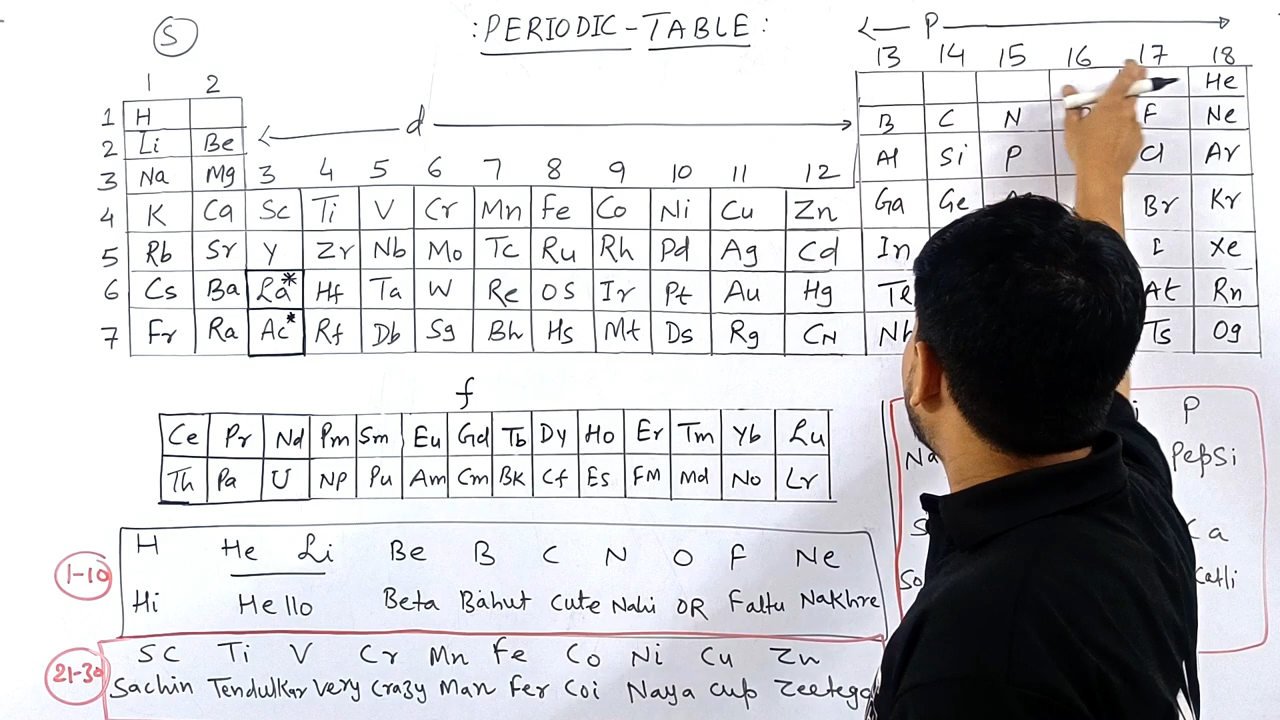 S
: PERIODIC-TABLE :
<- P ->
13 14 15 16 17 18
1 2
1 H He
2 Li Be <- d -> B C N F Ne
3 Na Mg 3 4 5 6 7 8 9 10 11 12 Al Si P Cl Ar
4 K Ca Sc Ti V Cr Mn Fe Co Ni Cu Zn Ga Ge Br Kr
5 Rb Sr Y Zr Nb Mo Tc Ru Rh Pd Ag Cd In I Xe
6 Cs Ba La* Hf Ta W Re OS Ir Pt Au Hg At Rn
7 Fr Ra Ac* Rf Db Sg Bh Hs Mt Ds Rg CN Ts Og
f
Ce Pr Nd Pm Sm Eu Gd Tb Dy Ho Er Tm Yb Lu
Th Pa U NP Pu Am Cm BK Cf Es FM Md No Lr
1-10
H He Li Be B C N O F Ne
Hi Hello Beta Bahut Cute Nahi OR Faltu Nakhre
21-30
SC Ti V Cr Mn Fe Co Ni Cu Zn
Sachin Tendulkar Very Crazy Man Fer Coi Naya Cup
P
Na PepSi
Ca